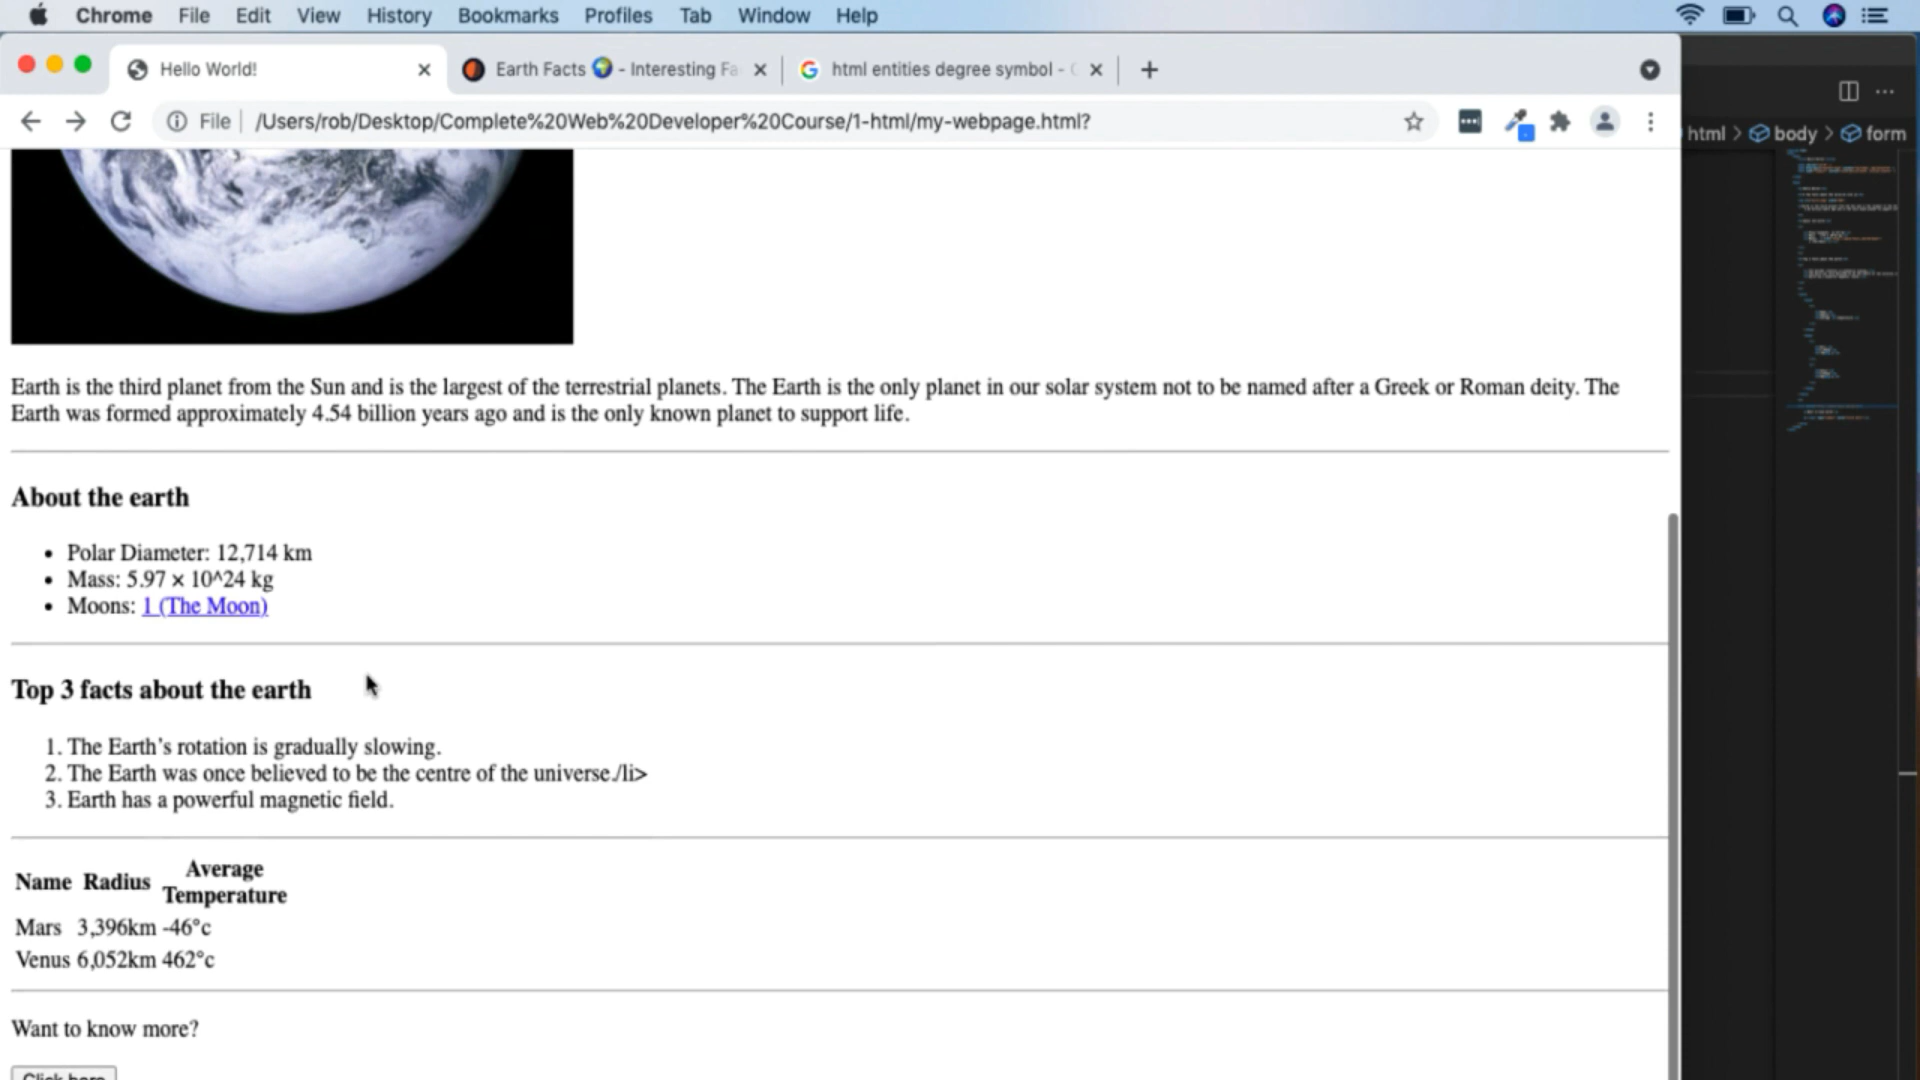 Chrome File Edit View History Bookmarks Profiles Tab Window Help
Hello World!
Earth Facts 🌍 - Interesting Fa
html entities degree symbol -
File /Users/rob/Desktop/Complete%20Web%20Developer%20Course/1-html/my-webpage.html?
html > body > form
Earth is the third planet from the Sun and is the largest of the terrestrial planets. The Earth is the only planet in our solar system not to be named after a Greek or Roman deity. The
Earth was formed approximately 4.54 billion years ago and is the only known planet to support life.
About the earth
• Polar Diameter: 12,714 km
• Mass: 5.97 × 10^24 kg
• Moons: 1 (The Moon)
Top 3 facts about the earth
1. The Earth’s rotation is gradually slowing.
2. The Earth was once believed to be the centre of the universe./li>
3. Earth has a powerful magnetic field.
Name Radius Average
Temperature
Mars 3,396km -46°c
Venus 6,052km 462°c
Want to know more?
Click here